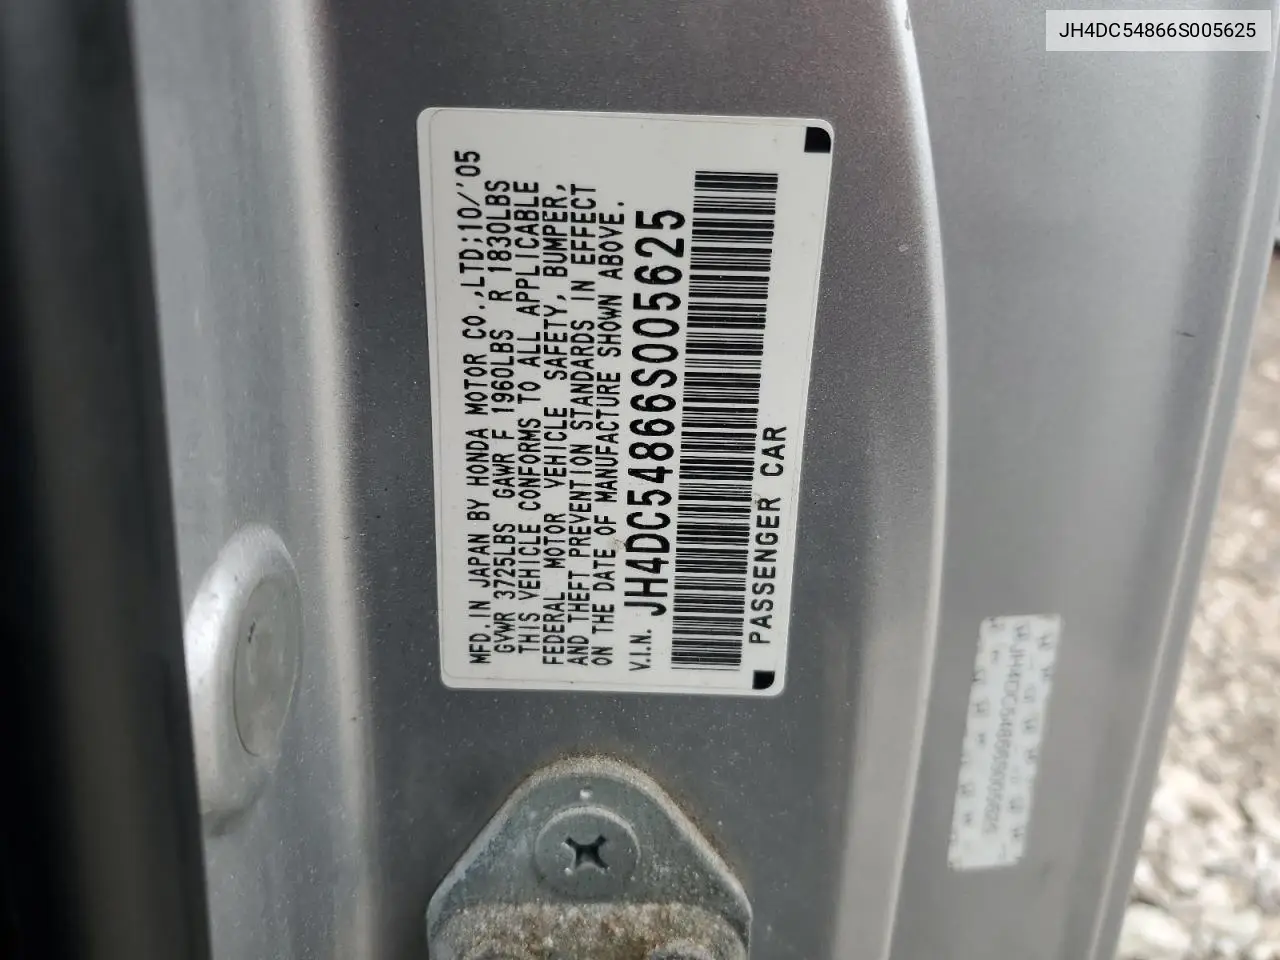 JH4DC54866S005625
MFD. IN JAPAN BY HONDA MOTOR CO.,LTD;10/'05
GVWR 3725LBS GAWR F 1960LBS R 1830LBS
THIS VEHICLE CONFORMS TO ALL APPLICABLE
FEDERAL MOTOR VEHICLE SAFETY, BUMPER,
AND THEFT PREVENTION STANDARDS IN EFFECT
ON THE DATE OF MANUFACTURE SHOWN ABOVE.
V.I.N. JH4DC54866S005625
PASSENGER CAR
JH4DC54866S005625